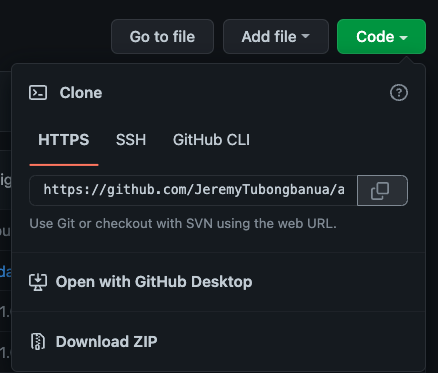 Go to file
Add file
Code
Clone
HTTPS
SSH
GitHub CLI
https://github.com/JeremyTubongbanua/a
Use Git or checkout with SVN using the web URL.
Open with GitHub Desktop
Download ZIP